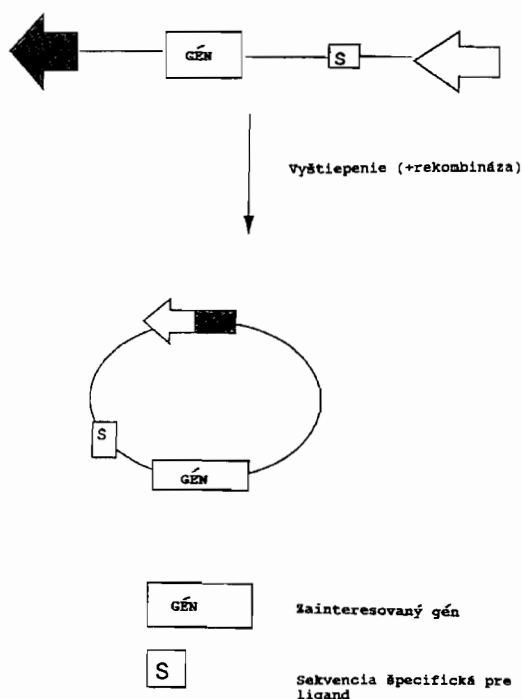 GÉN
S
Vyštiepenie (+rekombináza)
S
GÉN
GÉN
Zainteresovaný gén
S
Sekvencia špecifická pre
ligand